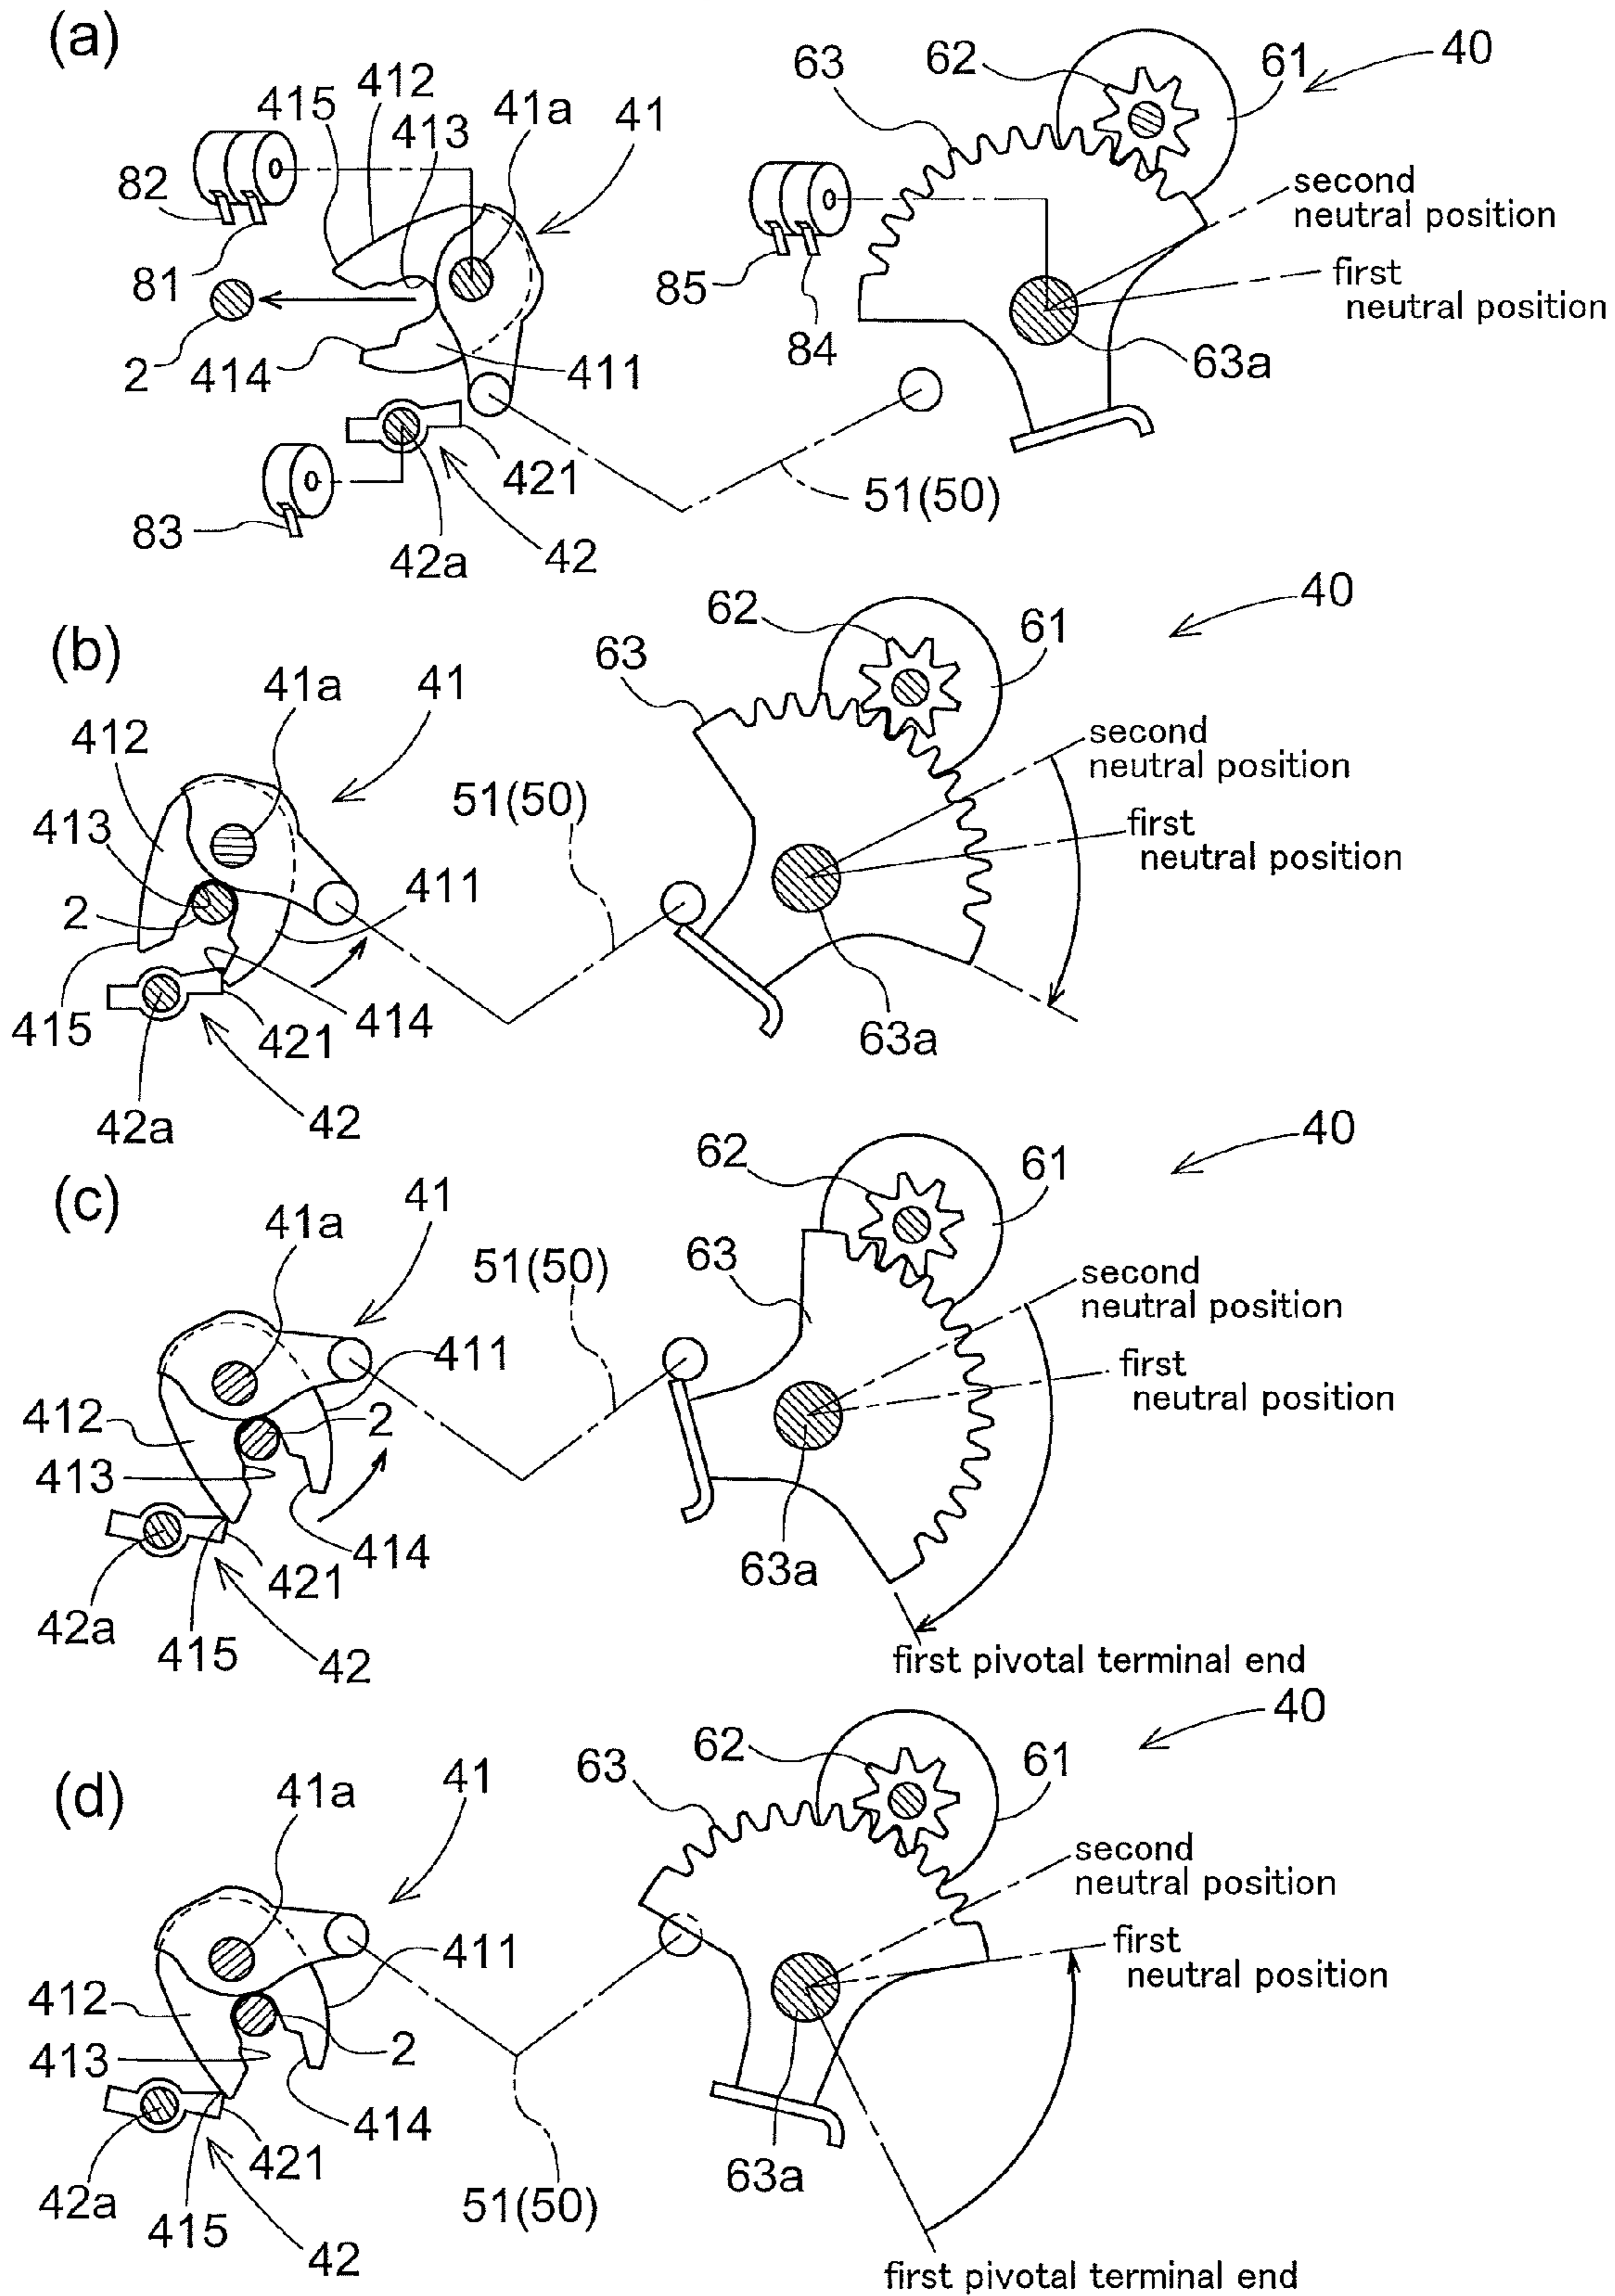 (a)
63
62
61
40
412
415
413
41a
41
82
81
2
414
411
85
84
second
neutral position
first
neutral position
63a
421
51(50)
83
42a
42
(b)
62
61
40
63
41a
41
412
413
51(50)
second
neutral position
first
neutral position
2
411
415
421
414
63a
42a
42
(c)
62
61
40
41
41a
51(50)
63
second
neutral position
411
first
neutral position
412
2
413
414
421
63a
42a
415
42
first pivotal terminal end
(d)
62
61
40
63
41a
41
second
neutral position
411
first
neutral position
412
2
413
414
421
63a
42a
415
42
51(50)
first pivotal terminal end